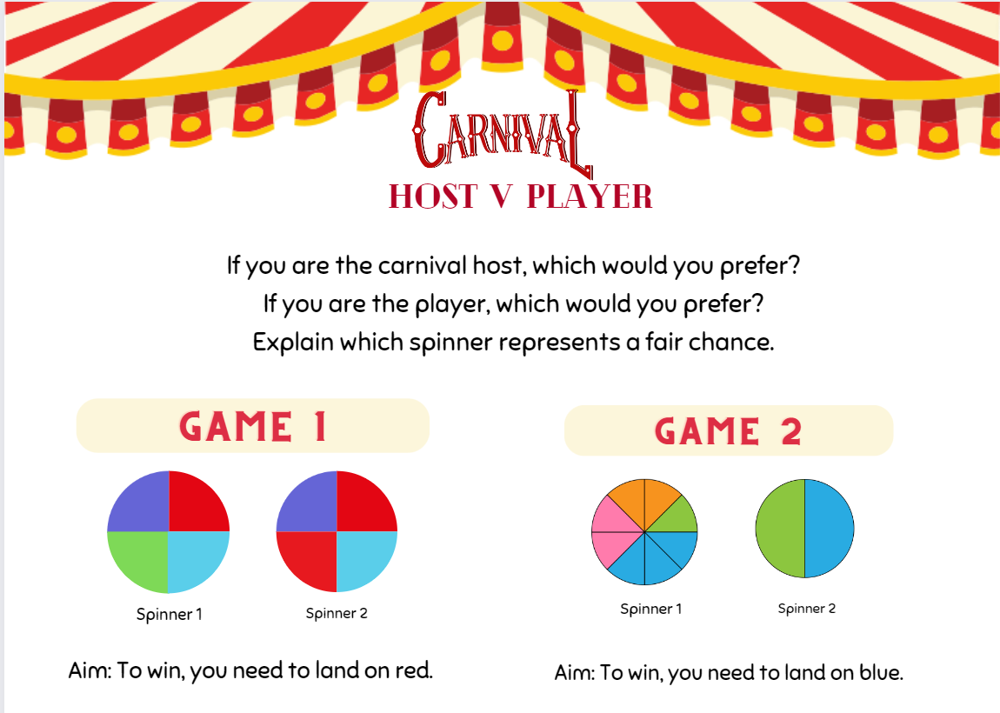 CARNIVAL
HOST V PLAYER
If you are the carnival host, which would you prefer?
If you are the player, which would you prefer?
Explain which spinner represents a fair chance.
GAME 1
GAME 2
Spinner 1
Spinner 2
Spinner 1
Spinner 2
Aim: To win, you need to land on red.
Aim: To win, you need to land on blue.